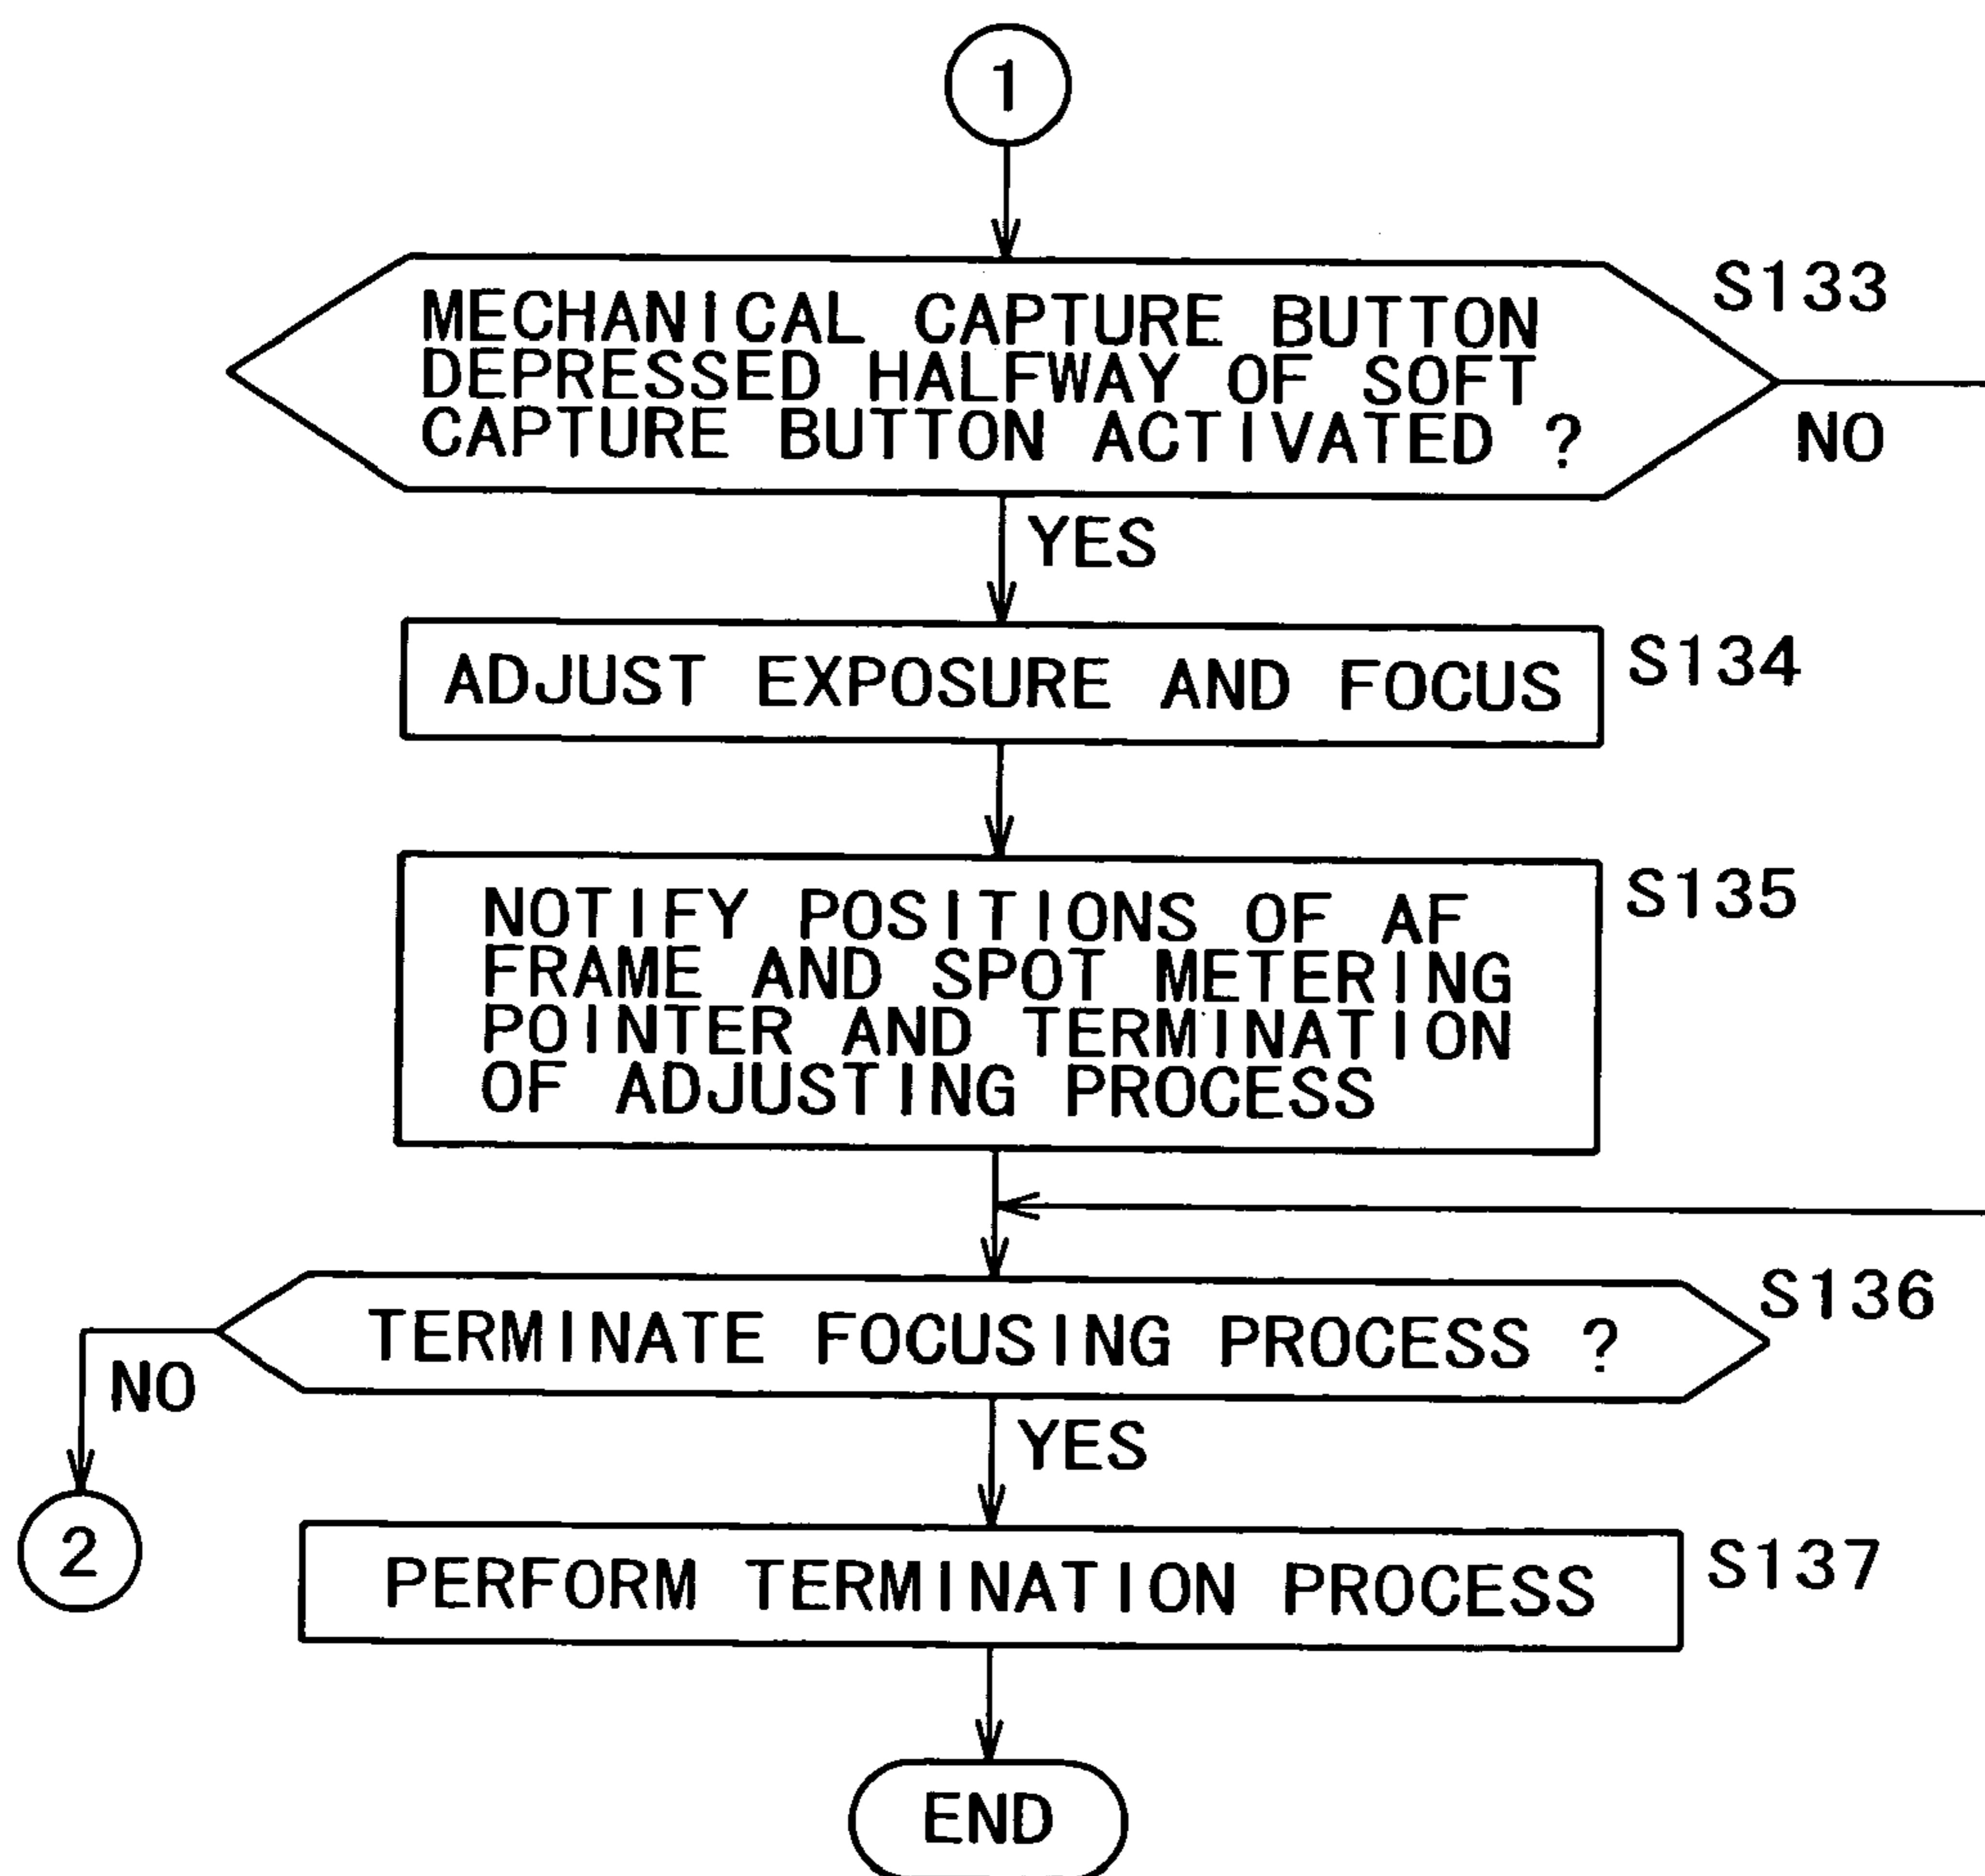 1
MECHANICAL CAPTURE BUTTON
DEPRESSED HALFWAY OF SOFT
CAPTURE BUTTON ACTIVATED ?
S133
NO
YES
ADJUST EXPOSURE AND FOCUS
S134
NOTIFY POSITIONS OF AF
FRAME AND SPOT METERING
POINTER AND TERMINATION
OF ADJUSTING PROCESS
S135
TERMINATE FOCUSING PROCESS ?
S136
NO
YES
2
PERFORM TERMINATION PROCESS
S137
END